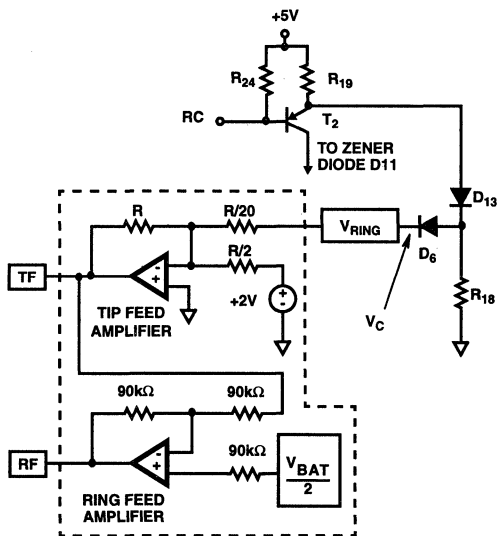 +5V
R24
R19
RC
T2
TO ZENER
DIODE D11
D13
R
R/20
VRING
D6
R/2
TF
-
+
+2V
+
-
R18
TIP FEED
AMPLIFIER
VC
90kΩ
90kΩ
RF
-
+
90kΩ
VBAT
2
RING FEED
AMPLIFIER